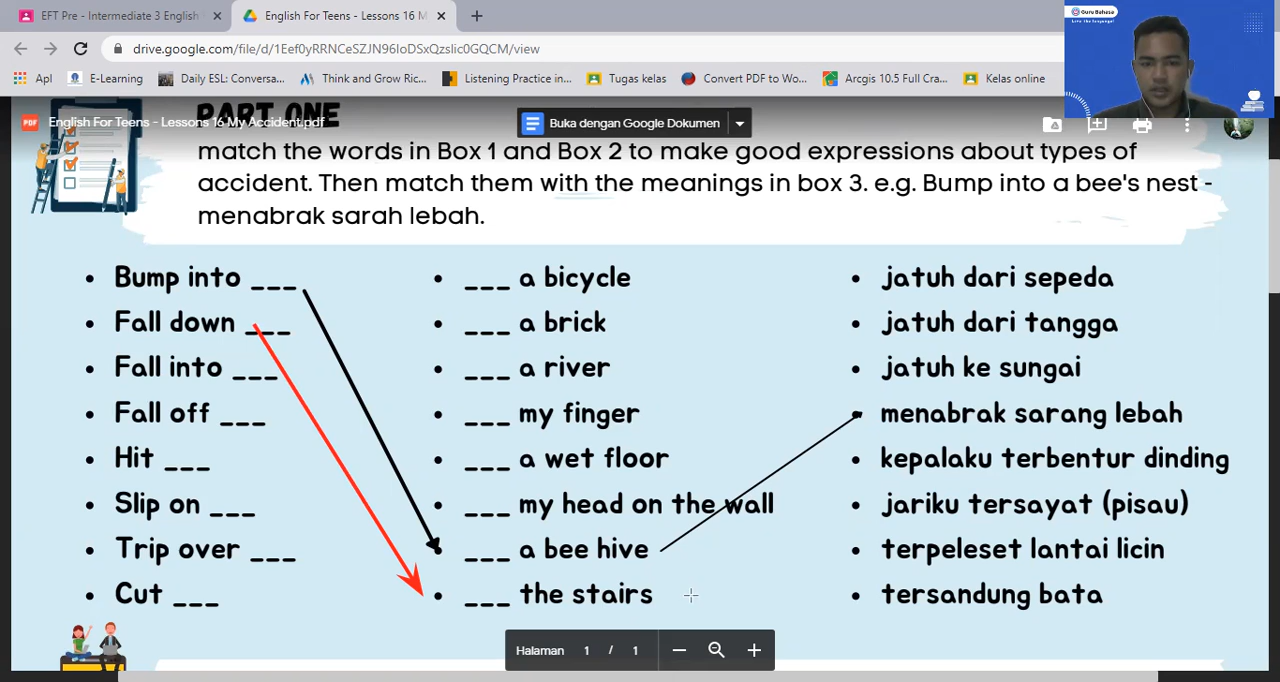 EFT Pre - Intermediate 3 English
English For Teens - Lessons 16 M
drive.google.com/file/d/1Eef0yRRNCeSZJN96IoDSxQzslic0GQCM/view
Guru Bahasa
Apl
E-Learning
Daily ESL: Conversa...
Think and Grow Ric...
Listening Practice in...
Tugas kelas
Convert PDF to Wo...
Arcgis 10.5 Full Cra...
Kelas online
PART ONE
PDF
English For Teens - Lessons 16 My Accident.pdf
Buka dengan Google Dokumen
match the words in Box 1 and Box 2 to make good expressions about types of
accident. Then match them with the meanings in box 3. e.g. Bump into a bee's nest -
menabrak sarah lebah.
Bump into ___
Fall down ___
Fall into ___
Fall off ___
Hit ___
Slip on ___
Trip over ___
Cut ___
___ a bicycle
___ a brick
___ a river
___ my finger
___ a wet floor
___ my head on the wall
___ a bee hive
___ the stairs
jatuh dari sepeda
jatuh dari tangga
jatuh ke sungai
menabrak sarang lebah
kepalaku terbentur dinding
jariku tersayat (pisau)
terpeleset lantai licin
tersandung bata
Halaman 1 / 1